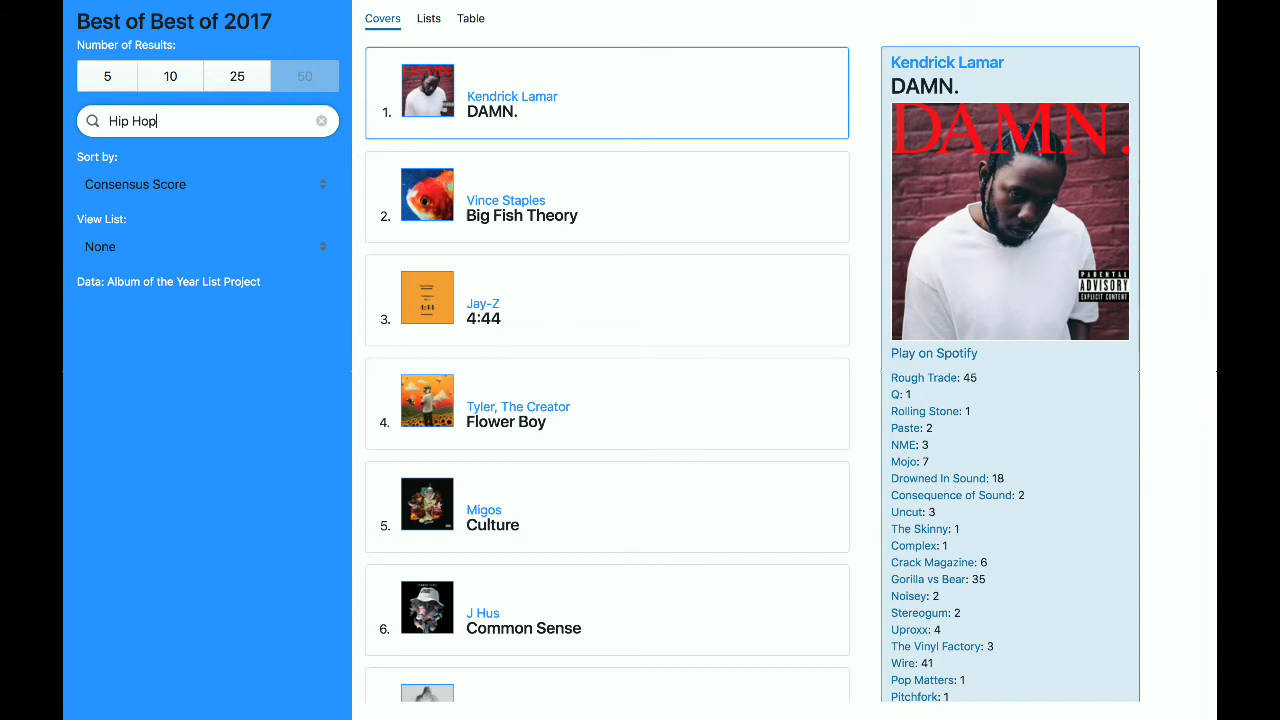 Best of Best of 2017
Number of Results:
5 10 25 50
Hip Hop
Sort by:
Consensus Score
View List:
None
Data: Album of the Year List Project
Covers Lists Table
1.
DAMN.
Kendrick Lamar
DAMN.
2.
Vince Staples
Big Fish Theory
3.
4:44
Jay-Z
4:44
4.
Tyler, The Creator
Flower Boy
5.
Migos
Culture
6.
J Hus
Common Sense
Kendrick Lamar
DAMN.
DAMN.
PARENTAL
ADVISORY
EXPLICIT CONTENT
Play on Spotify
Rough Trade: 45
Q: 1
Rolling Stone: 1
Paste: 2
NME: 3
Mojo: 7
Drowned In Sound: 18
Consequence of Sound: 2
Uncut: 3
The Skinny: 1
Complex: 1
Crack Magazine: 6
Gorilla vs Bear: 35
Noisey: 2
Stereogum: 2
Uproxx: 4
The Vinyl Factory: 3
Wire: 41
Pop Matters: 1
Pitchfork: 1